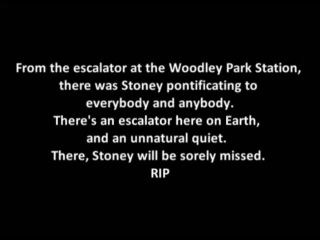 From the escalator at the Woodley Park Station,
there was Stoney pontificating to
everybody and anybody.
There's an escalator here on Earth,
and an unnatural quiet.
There, Stoney will be sorely missed.
RIP